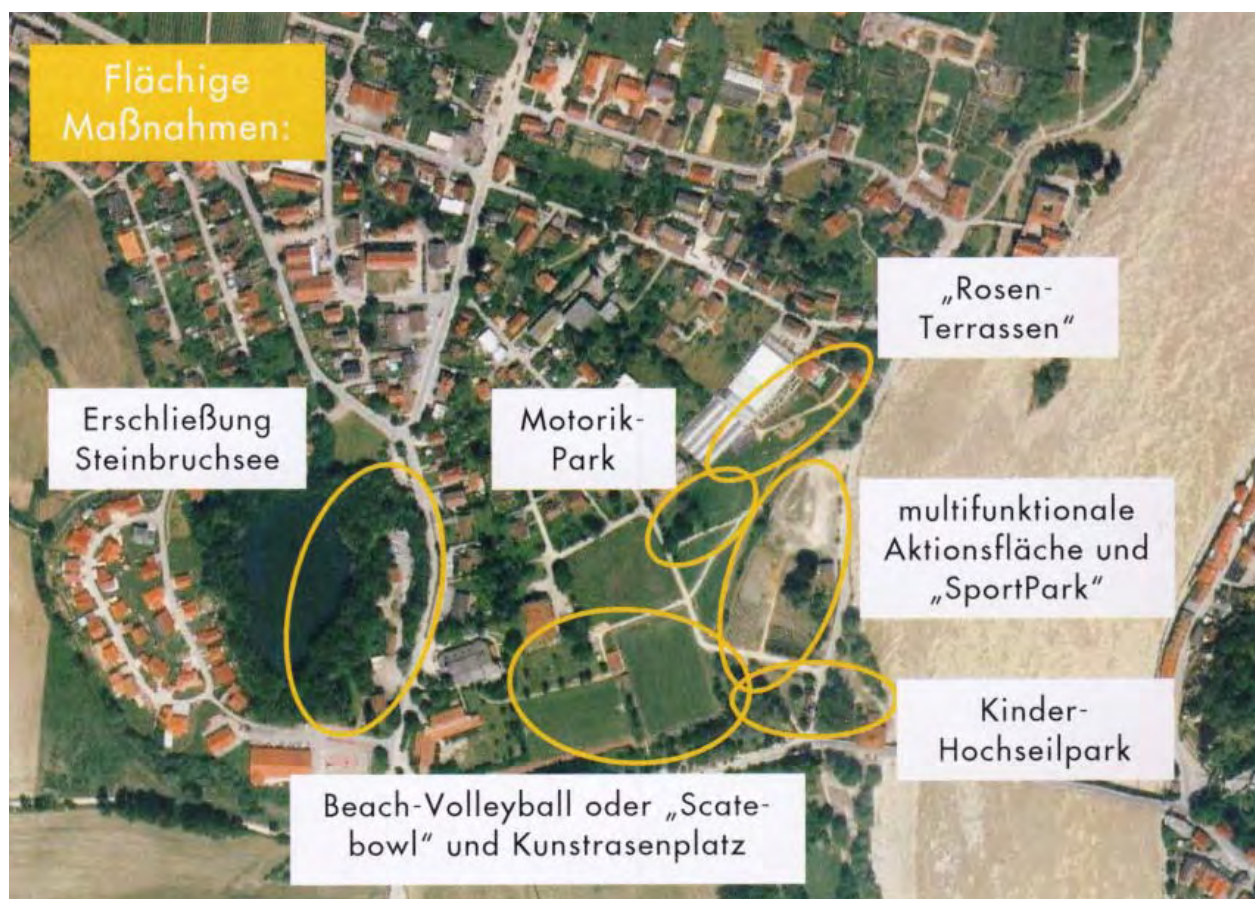 Flächige
Maßnahmen:
„Rosen-
Terrassen“
Erschließung
Steinbruchsee
Motorik-
Park
multifunktionale
Aktionsfläche und
„SportPark“
Kinder-
Hochseilpark
Beach-Volleyball oder „Scate-
bowl“ und Kunstrasenplatz